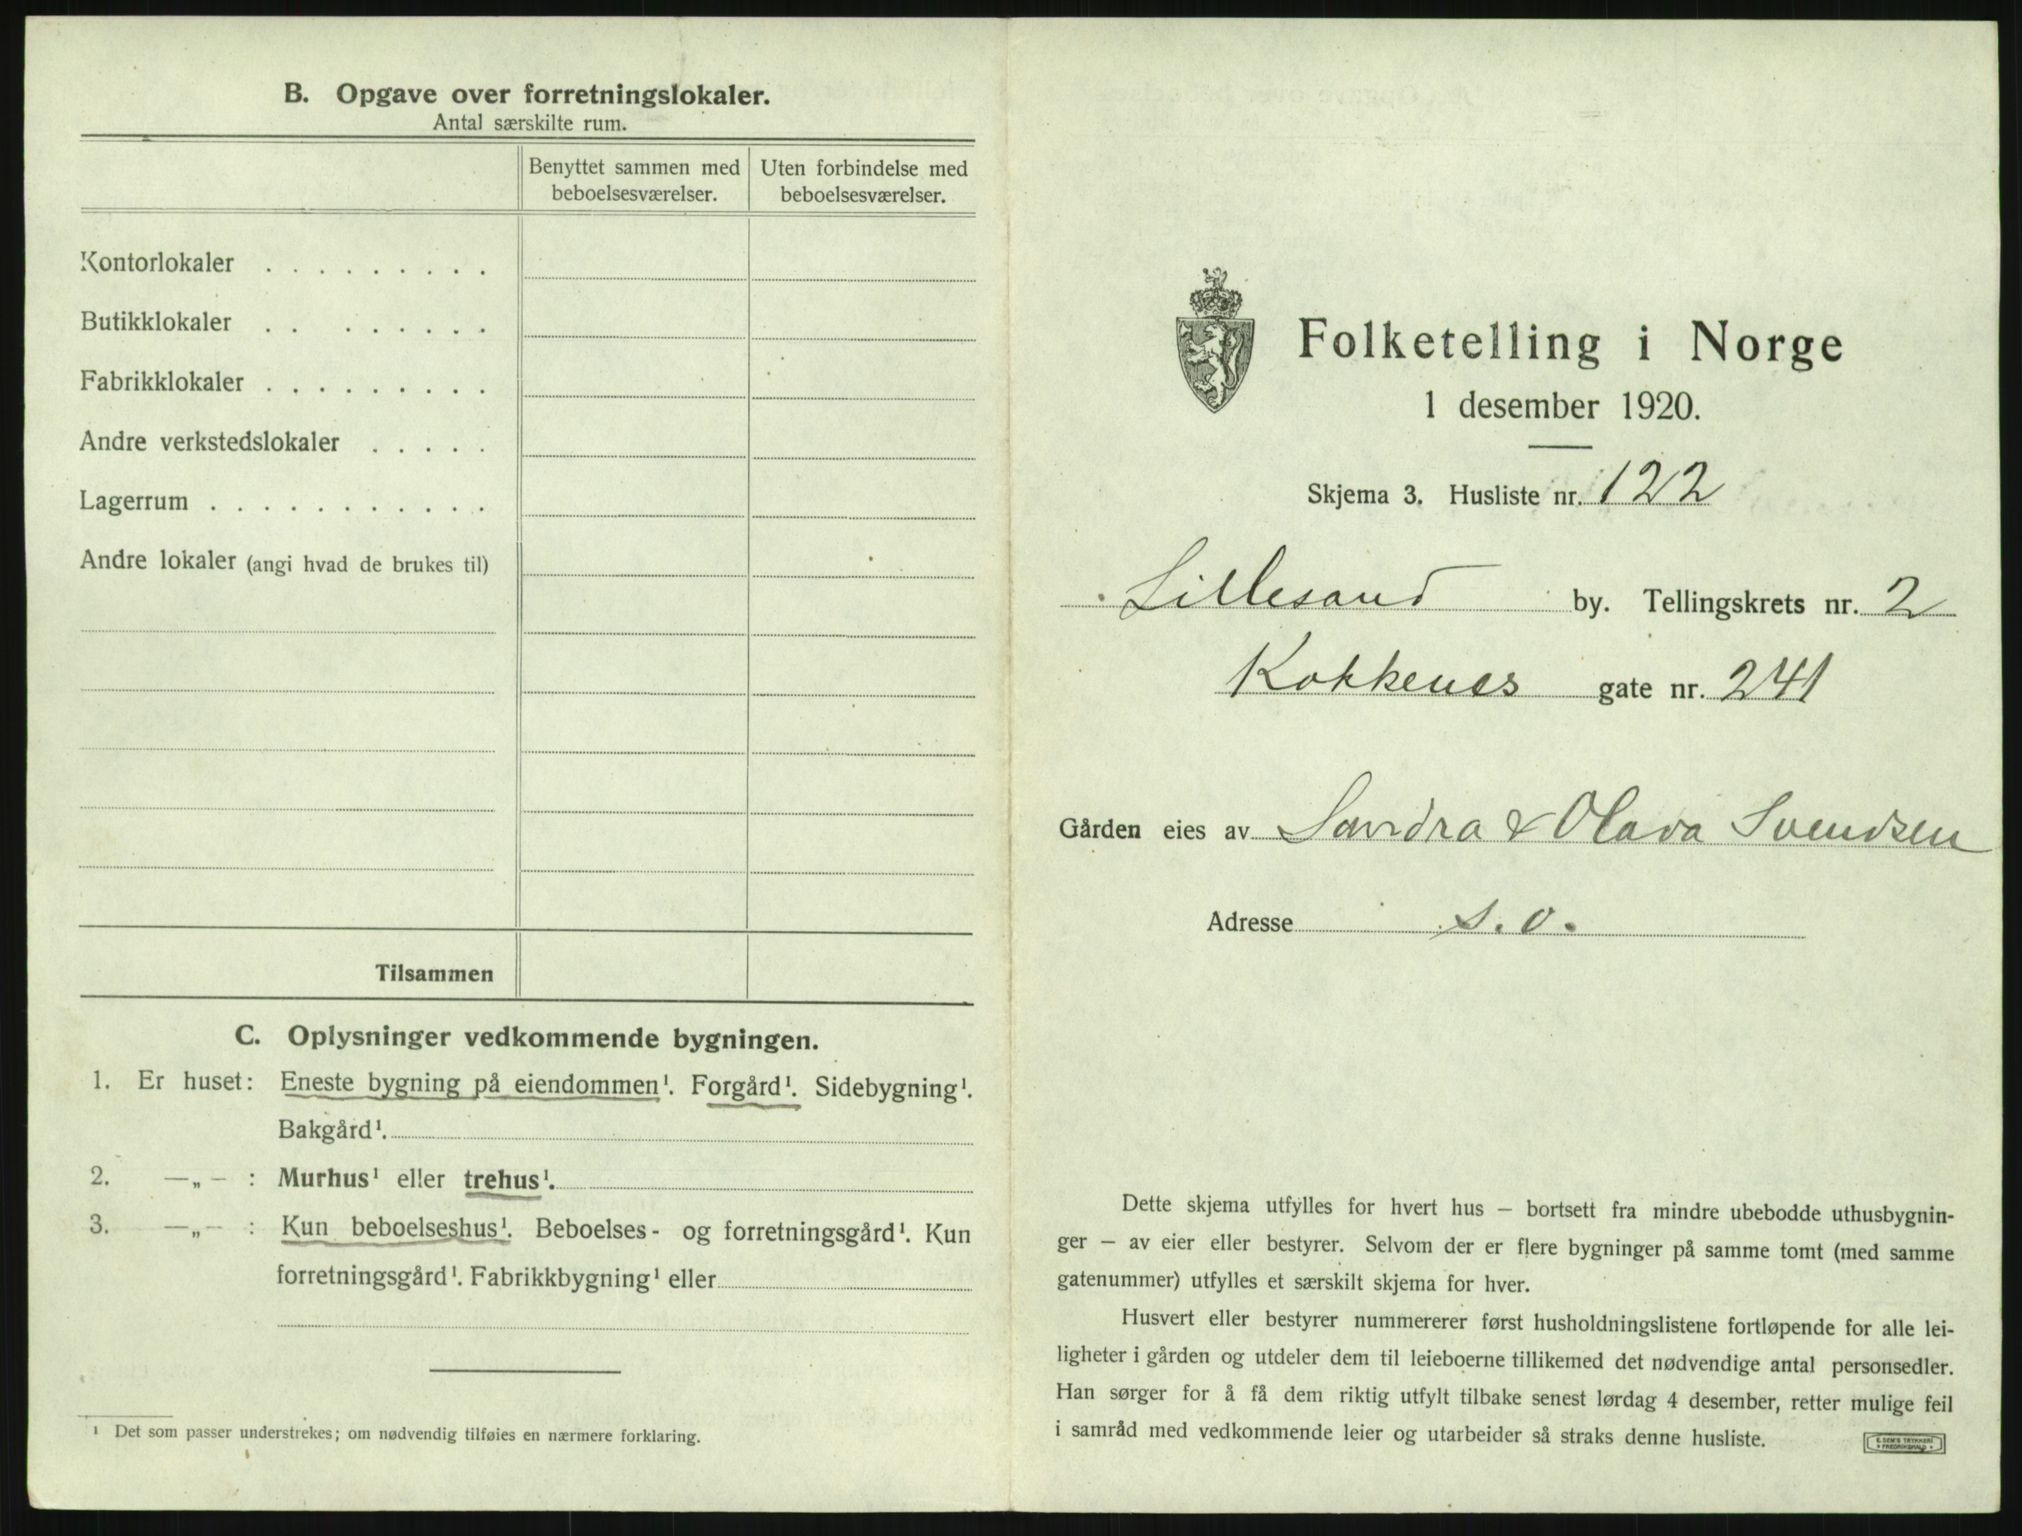 B. Opgave over forretningslokaler.
Antal særskilte rum.
Benyttet sammen med beboelsesværelser.
Uten forbindelse med beboelsesværelser.
Kontorlokaler . . . . . . . . .
Butikklokaler . . . . . . . .
Fabrikklokaler . . . . . . . . .
Andre verkstedslokaler . . . . .
Lagerrum . . . . . . . . . . .
Andre lokaler (angi hvad de brukes til)
Tilsammen
C. Oplysninger vedkommende bygningen.
1. Er huset: Eneste bygning på eiendommen¹. Forgård¹. Sidebygning¹.
Bakgård¹.
2. —„— : Murhus¹ eller trehus¹.
3. —„— : Kun beboelseshus¹. Beboelses- og forretningsgård¹. Kun
forretningsgård¹. Fabrikkbygning¹ eller
¹ Det som passer understrekes; om nødvendig tilføies en nærmere forklaring.
Folketelling i Norge
1 desember 1920.
Skjema 3. Husliste nr. 122
Lillesand by. Tellingskrets nr. 2
Kokkenes gate nr. 241
Gården eies av Sandra & Olava Svendsen
Adresse s. o.
Dette skjema utfylles for hvert hus – bortsett fra mindre ubebodde uthusbygnin-
ger – av eier eller bestyrer. Selvom der er flere bygninger på samme tomt (med samme
gatenummer) utfylles et særskilt skjema for hver.
Husvert eller bestyrer nummererer først husholdningslistene fortløpende for alle lei-
ligheter i gården og utdeler dem til leieboerne tillikemed det nødvendige antal personsedler.
Han sørger for å få dem riktig utfylt tilbake senest lørdag 4 desember, retter mulige feil
i samråd med vedkommende leier og utarbeider så straks denne husliste.
E. SEM'S TRYKKERI
FREDRIKSHALD